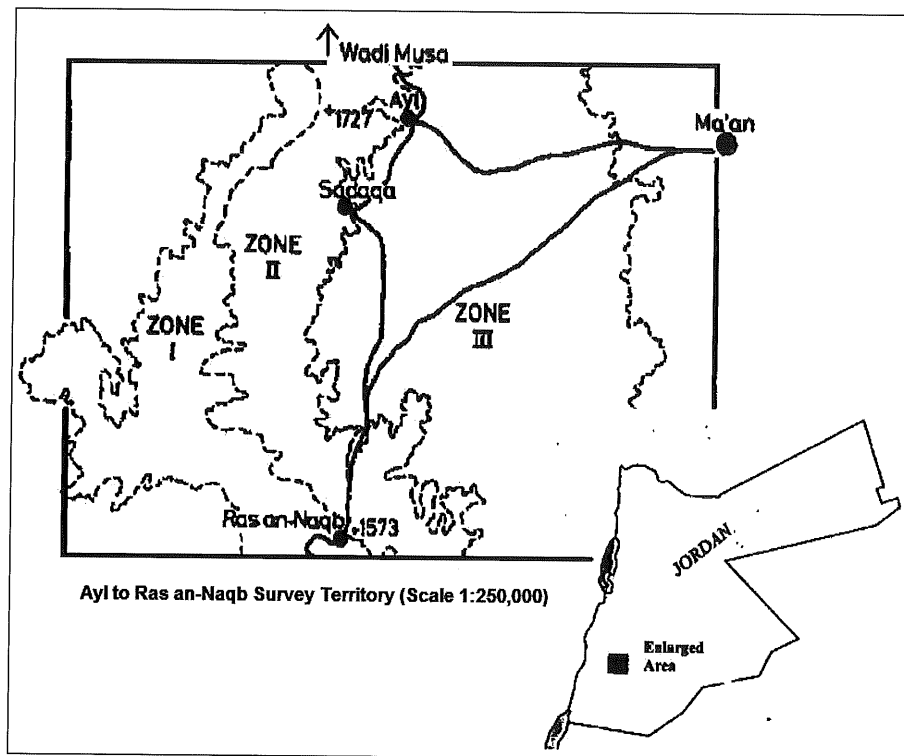 Wadi Musa
Ayl
+1727
Ma'an
Sadaqa
ZONE
II
ZONE
I
ZONE
III
Ras an-Naqb
+1573
JORDAN
Ayl to Ras an-Naqb Survey Territory (Scale 1:250,000)
Enlarged
Area